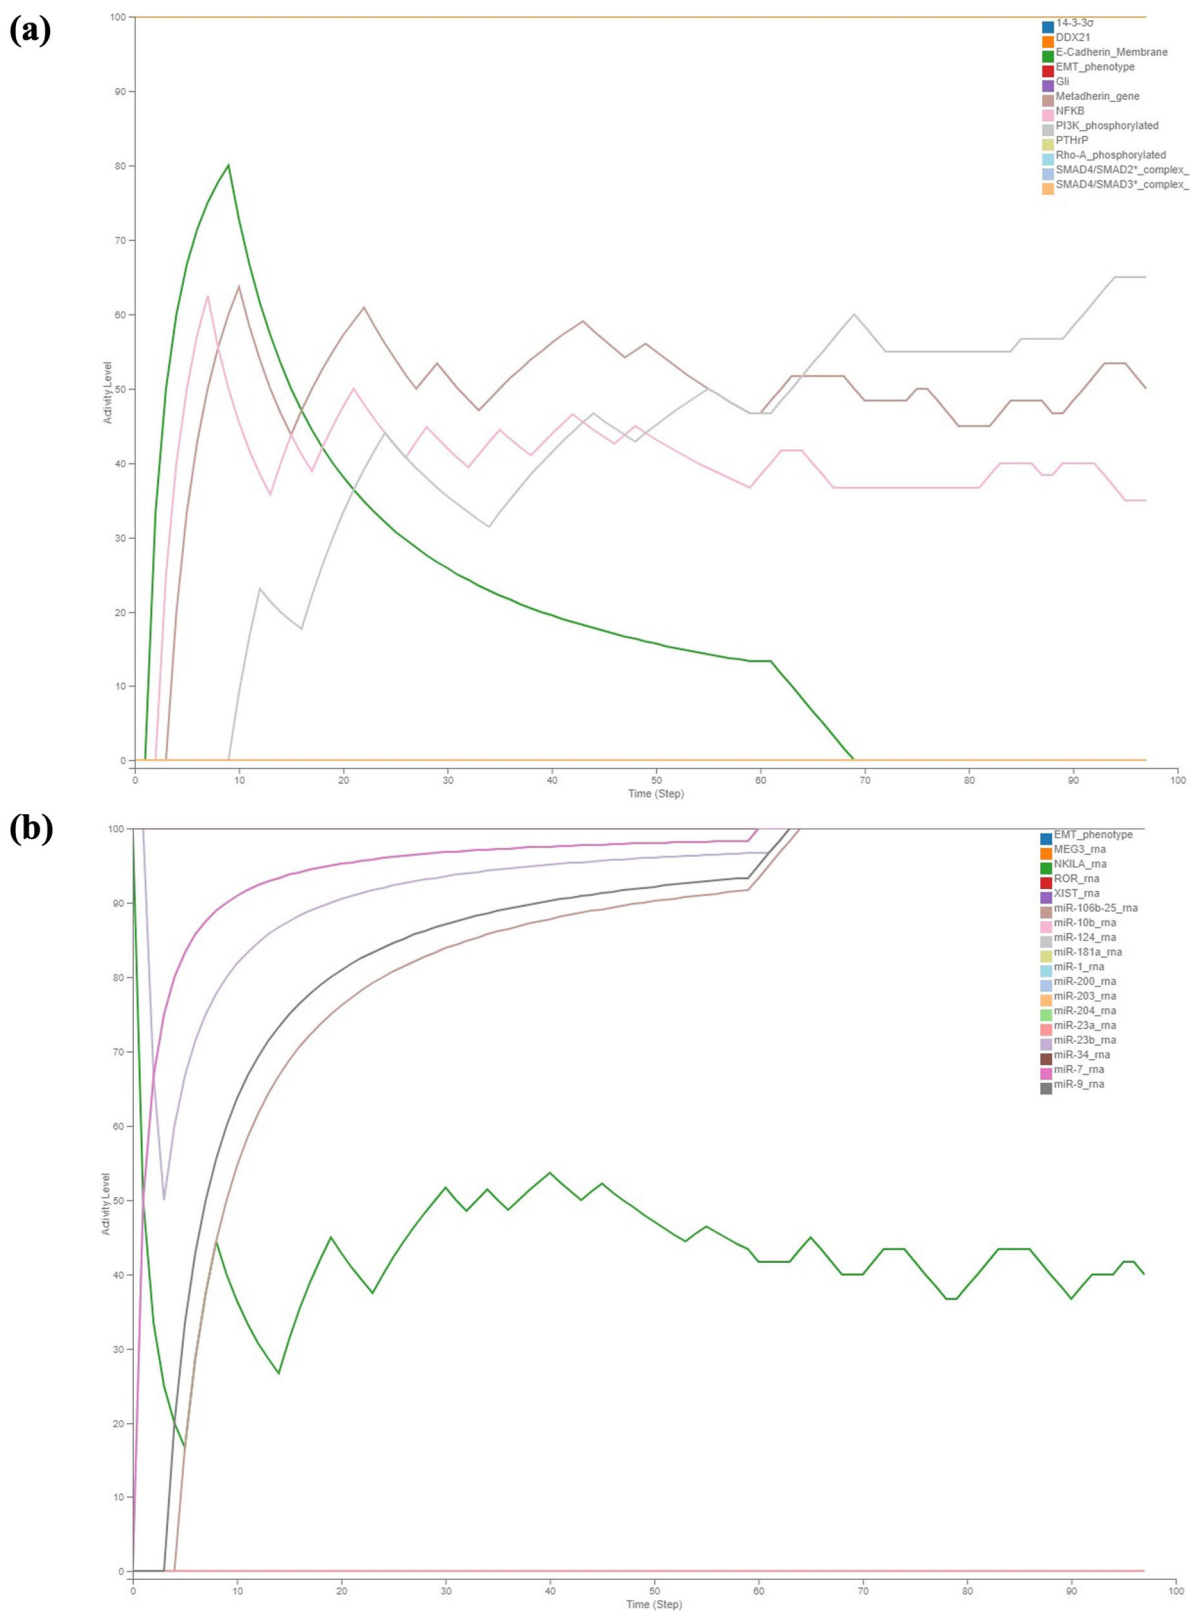 (a)
100
90
80
70
60
50
40
30
20
10
0
Activity Level
0 10 20 30 40 50 60 70 80 90 100
Time (Step)
14-3-3σ
DDX21
E-Cadherin_Membrane
EMT_phenotype
Gli
Metadherin_gene
NFKB
PI3K_phosphorylated
PTHrP
Rho-A_phosphorylated
SMAD4/SMAD2*_complex_
SMAD4/SMAD3*_complex_
(b)
100
90
80
70
60
50
40
30
20
10
0
Activity Level
0 10 20 30 40 50 60 70 80 90 100
Time (Step)
EMT_phenotype
MEG3_rna
NKILA_rna
ROR_rna
XIST_rna
miR-106b-25_rna
miR-10b_rna
miR-124_rna
miR-181a_rna
miR-1_rna
miR-200_rna
miR-203_rna
miR-204_rna
miR-23a_rna
miR-23b_rna
miR-34_rna
miR-7_rna
miR-9_rna